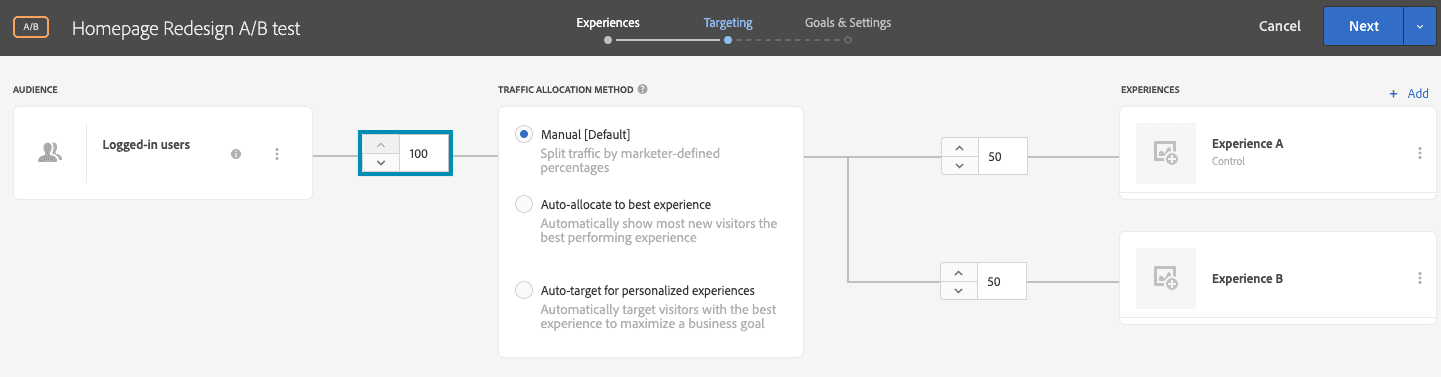 A/B
Homepage Redesign A/B test
Experiences
Targeting
Goals & Settings
Cancel
Next
AUDIENCE
Logged-in users
100
TRAFFIC ALLOCATION METHOD
Manual [Default]
Split traffic by marketer-defined
percentages
Auto-allocate to best experience
Automatically show most new visitors the
best performing experience
Auto-target for personalized experiences
Automatically target visitors with the best
experience to maximize a business goal
50
50
EXPERIENCES
+ Add
Experience A
Control
Experience B